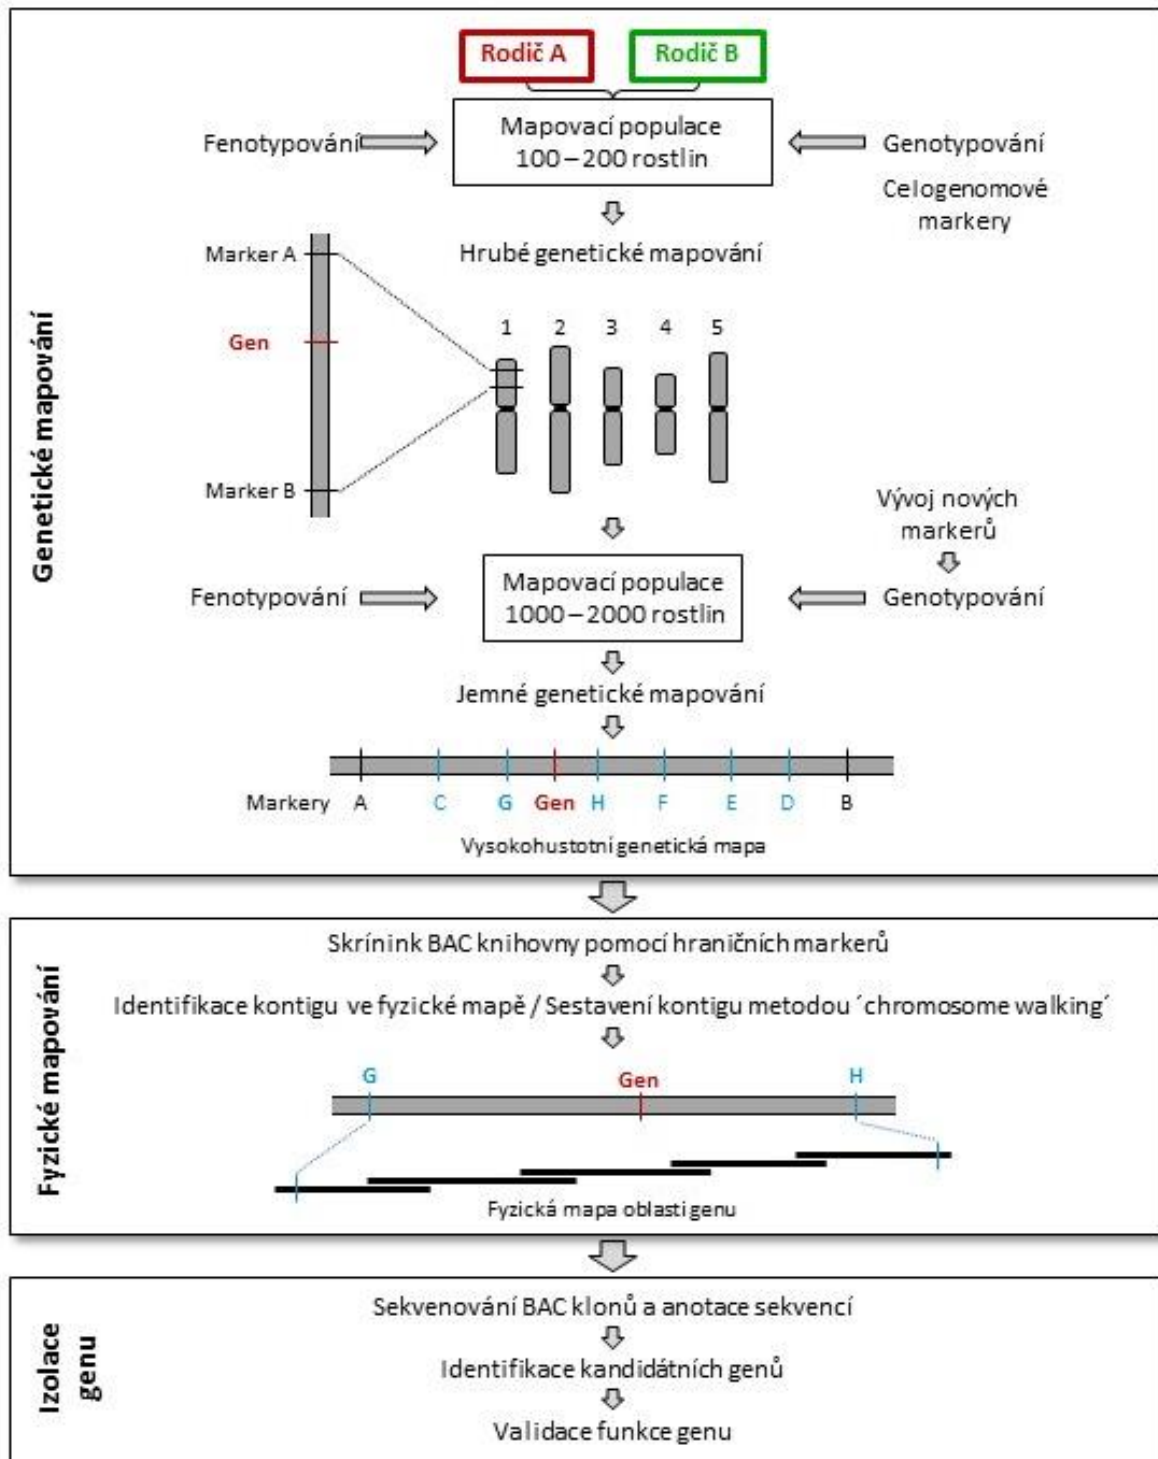 Rodič A
Rodič B
Fenotypování
Mapovací populace
100 – 200 rostlin
Genotypování
Celogenomové
markery
Hrubé genetické mapování
Marker A
Gen
Marker B
1 2 3 4 5
Vývoj nových
markerů
Fenotypování
Mapovací populace
1000 – 2000 rostlin
Genotypování
Jemné genetické mapování
Markery A C G Gen H F E D B
Vysokohustotní genetická mapa
Genetické mapování
Skrínink BAC knihovny pomocí hraničních markerů
Identifikace kontigu ve fyzické mapě / Sestavení kontigu metodou ´chromosome walking´
G Gen H
Fyzická mapa oblasti genu
Fyzické mapování
Sekvenování BAC klonů a anotace sekvencí
Identifikace kandidátních genů
Validace funkce genu
Izolace
genu